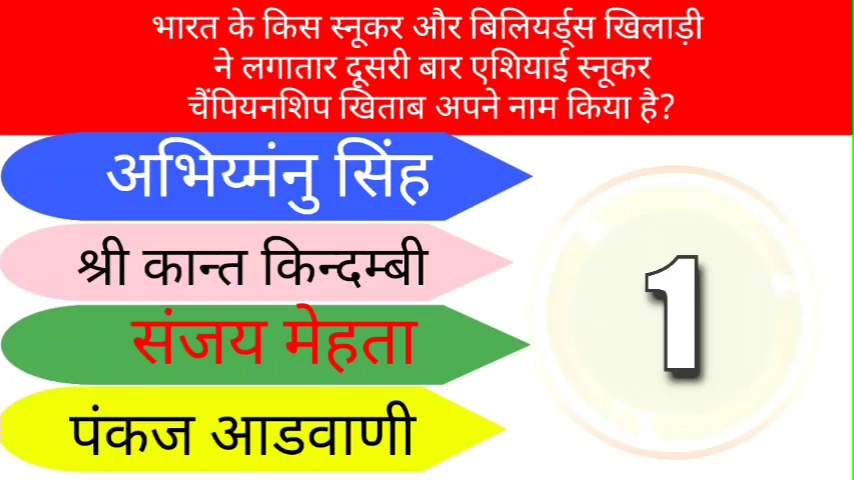 भारत के किस स्नूकर और बिलियर्ड्स खिलाड़ी
ने लगातार दूसरी बार एशियाई स्नूकर
चैंपियनशिप खिताब अपने नाम किया है?
अभिय्मंनु सिंह
श्री कान्त किन्दम्बी
संजय मेहता
पंकज आडवाणी
1